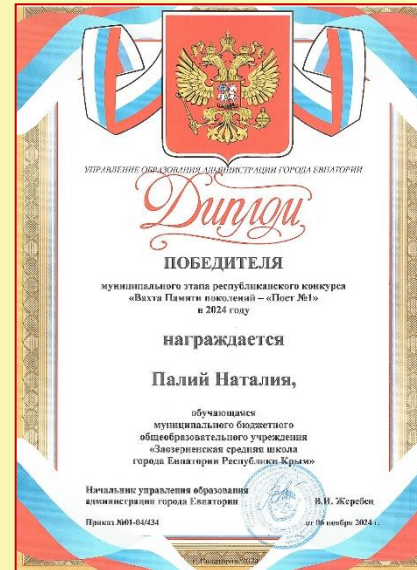 УПРАВЛЕНИЕ ОБРАЗОВАНИЯ АДМИНИСТРАЦИИ ГОРОДА ЕВПАТОРИИ
Диплом
ПОБЕДИТЕЛЯ
муниципального этапа республиканского конкурса
«Вахта Памяти поколений – «Пост №1»
в 2024 году
награждается
Палий Наталия,
обучающаяся
муниципального бюджетного
общеобразовательного учреждения
«Заозерненская средняя школа
города Евпатории Республики Крым»
Начальник управления образования
администрации города Евпатории
В.И. Жеребец
Приказ №01-04/434
от 06 ноября 2024 г.